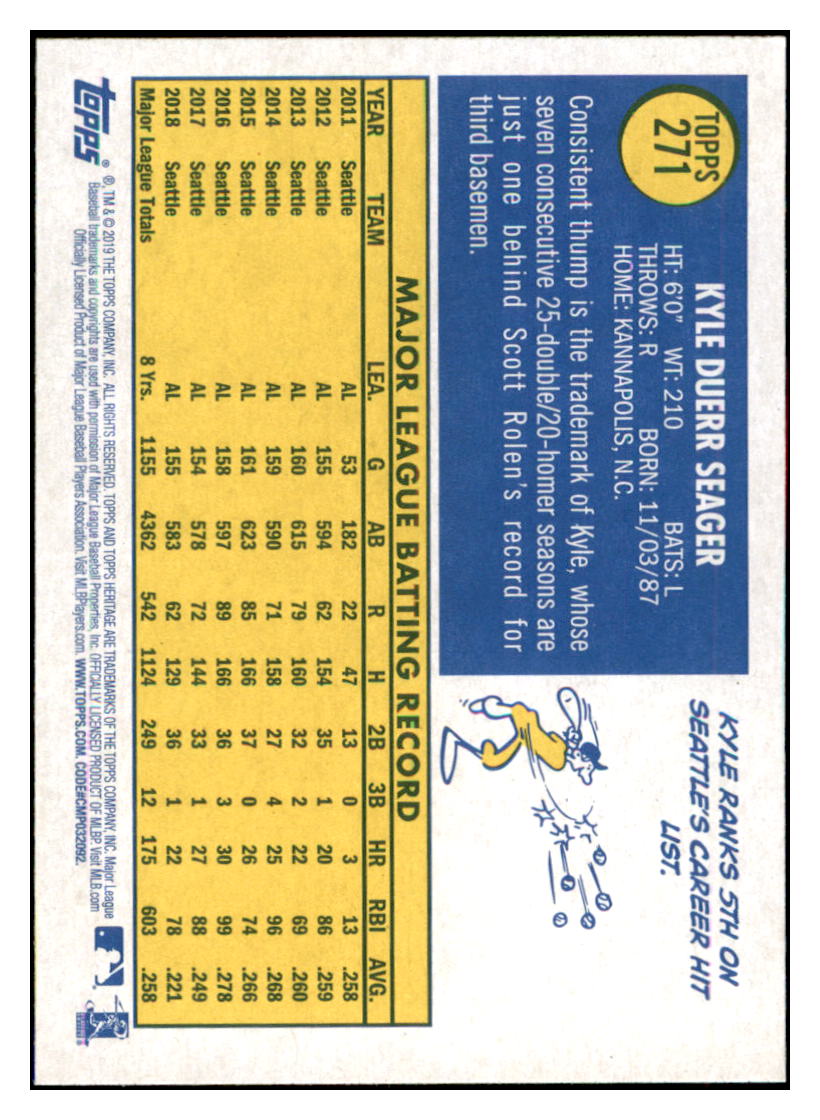 TOPPS
271
KYLE DUERR SEAGER
HT: 6'0" WT: 210 BATS: L
THROWS: R BORN: 11/03/87
HOME: KANNAPOLIS, N.C.
Consistent thump is the trademark of Kyle, whose
seven consecutive 25-double/20-homer seasons are
just one behind Scott Rolen's record for
third basemen.
KYLE RANKS 5TH ON
SEATTLE'S CAREER HIT
LIST.
MAJOR LEAGUE BATTING RECORD
YEAR TEAM LEA. G AB R H 2B 3B HR RBI AVG.
2011 Seattle AL 53 182 22 47 13 0 3 13 .258
2012 Seattle AL 155 594 62 154 35 1 20 86 .259
2013 Seattle AL 160 615 79 160 32 2 22 69 .260
2014 Seattle AL 159 590 71 158 27 4 25 96 .268
2015 Seattle AL 161 623 85 166 37 0 26 74 .266
2016 Seattle AL 158 597 89 166 36 3 30 99 .278
2017 Seattle AL 154 578 72 144 33 1 27 88 .249
2018 Seattle AL 155 583 62 129 36 1 22 78 .221
Major League Totals 8 Yrs. 1155 4362 542 1124 249 12 175 603 .258
topps®
®, TM & © 2019 THE TOPPS COMPANY, INC. ALL RIGHTS RESERVED. TOPPS AND TOPPS HERITAGE ARE TRADEMARKS OF THE TOPPS COMPANY, INC. Major League
Baseball trademarks and copyrights are used with permission of Major League Baseball Properties, Inc. OFFICIALLY LICENSED PRODUCT OF MLBP. Visit MLB.com
Officially Licensed Product of Major League Baseball Players Association. Visit MLBPlayers.com. WWW.TOPPS.COM. CODE#CMP032092.